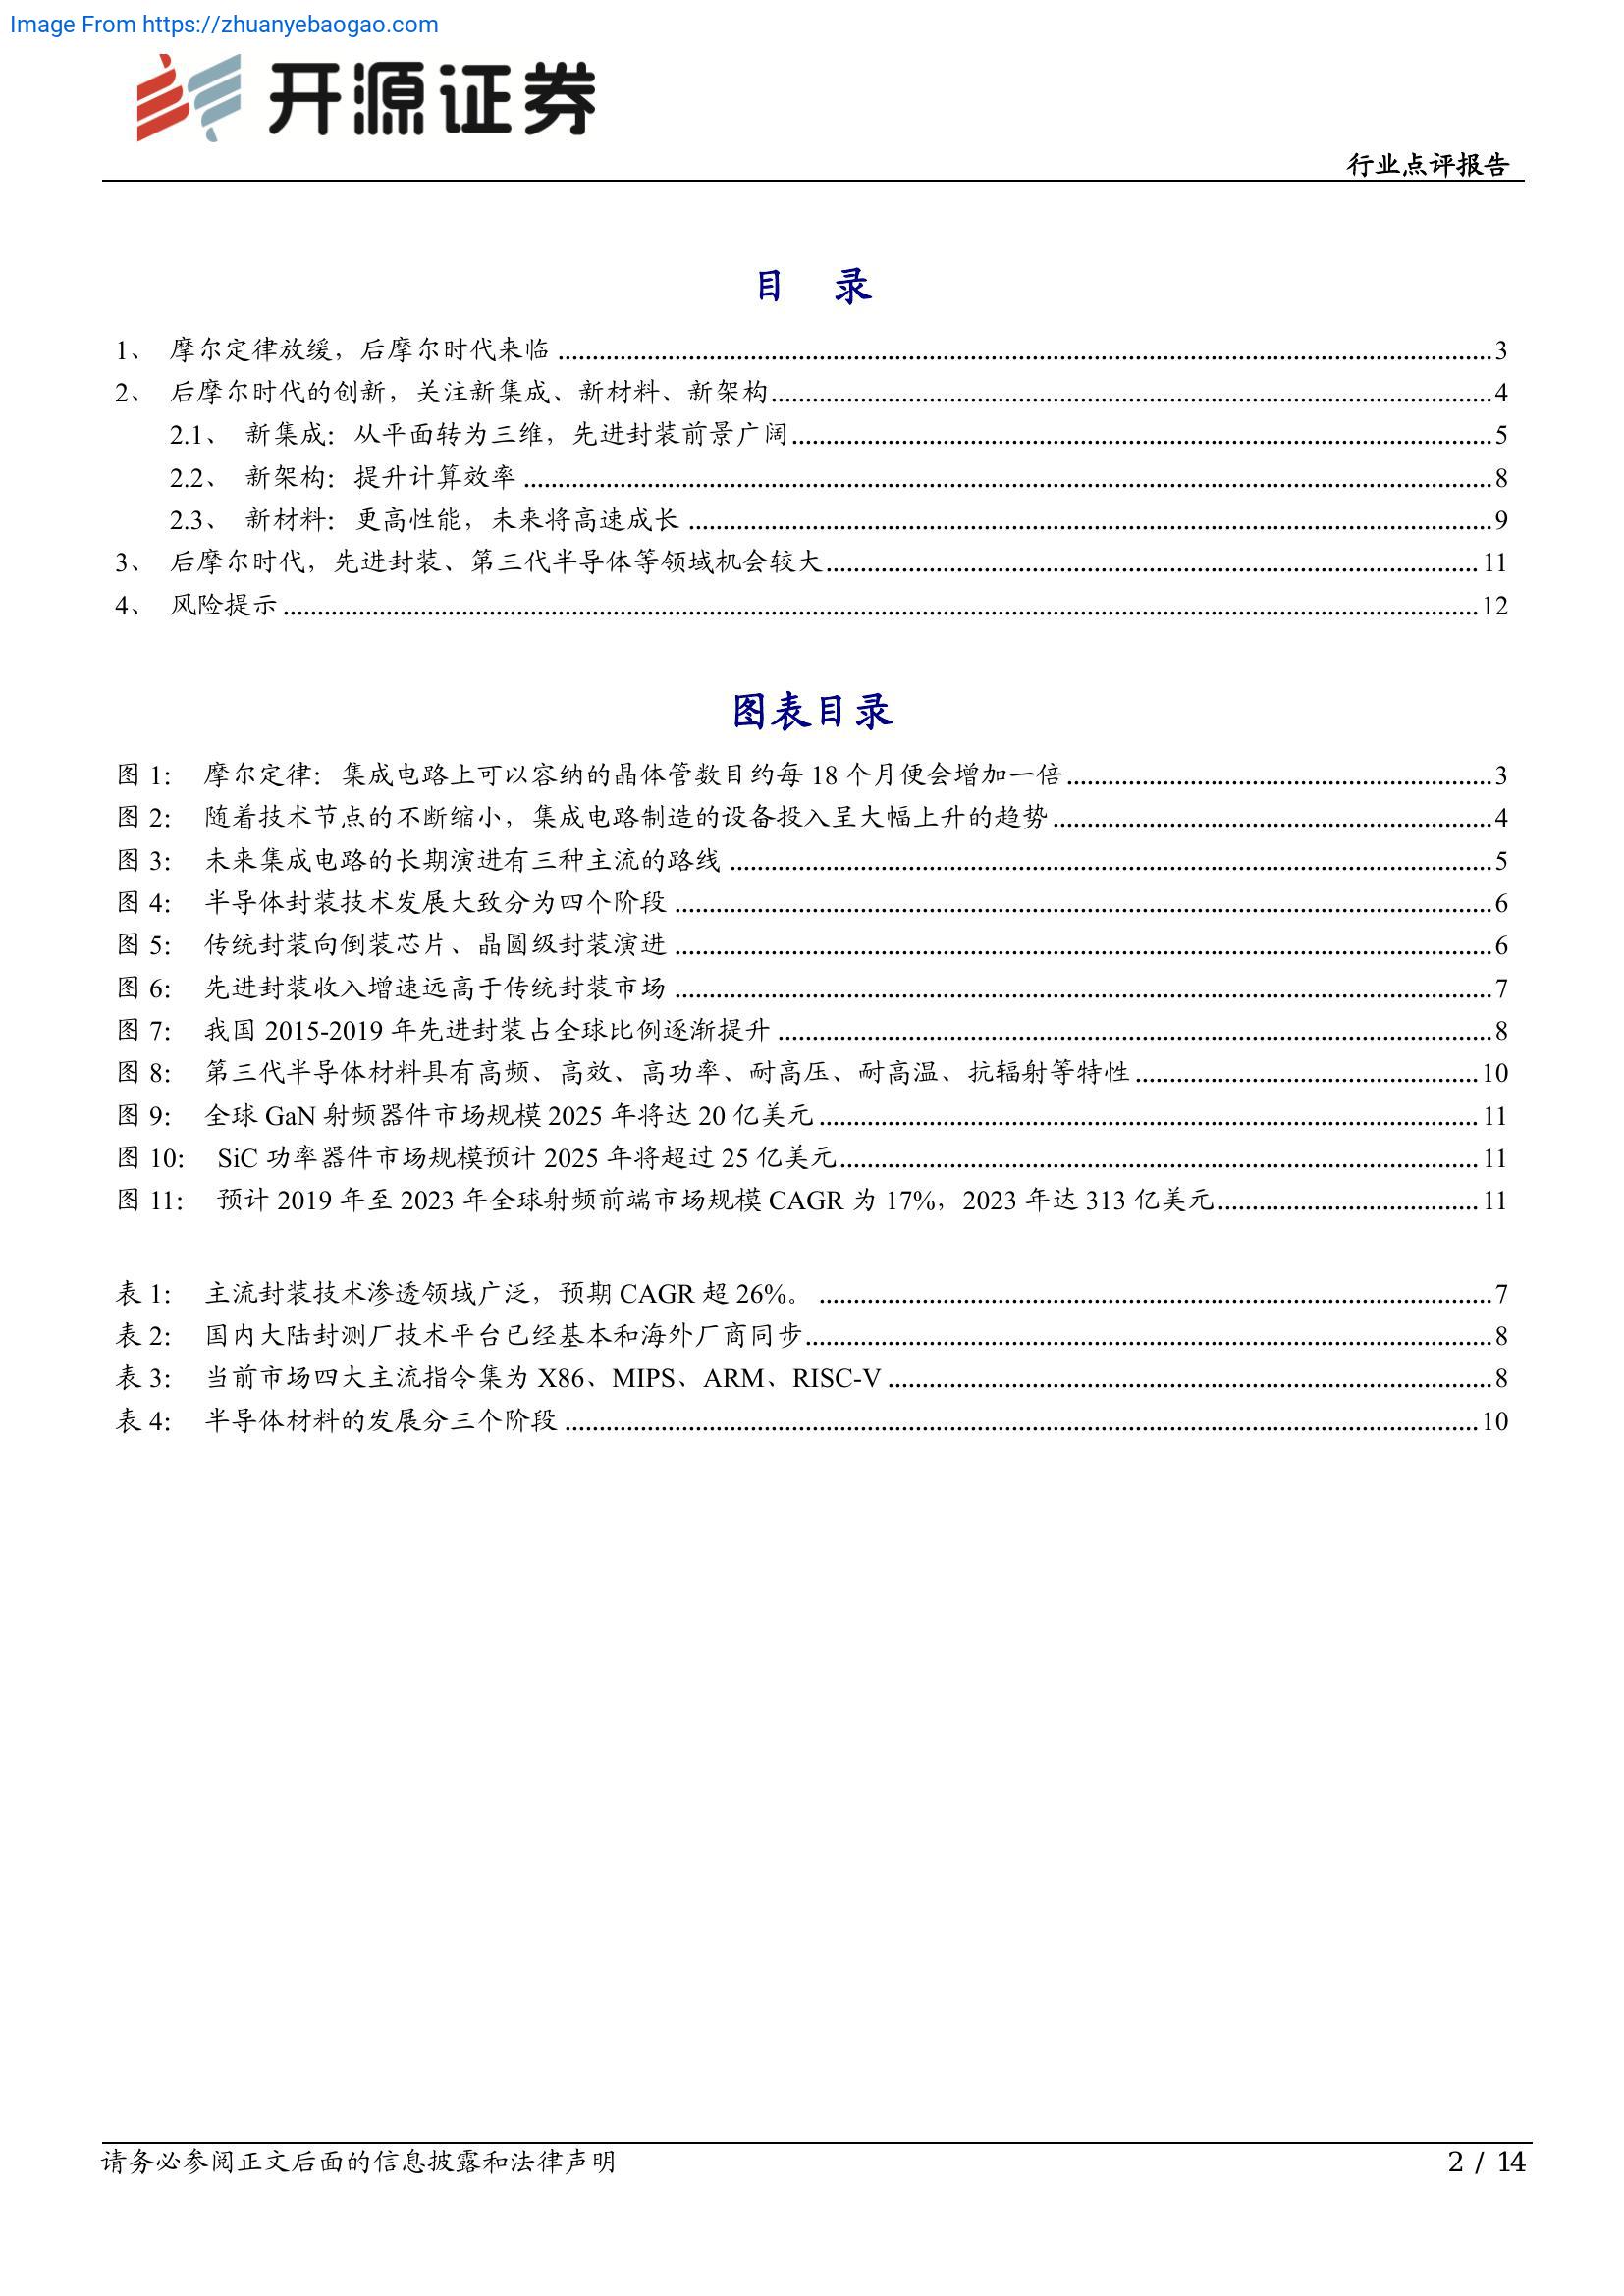 Image From https://zhuanyebaogao.com
开源证券
行业点评报告
目 录
1、 摩尔定律放缓，后摩尔时代来临 ........ 3
2、 后摩尔时代的创新，关注新集成、新材料、新架构 ........ 4
2.1、 新集成：从平面转为三维，先进封装前景广阔 ........ 5
2.2、 新架构：提升计算效率 ........ 8
2.3、 新材料：更高性能，未来将高速成长 ........ 9
3、 后摩尔时代，先进封装、第三代半导体等领域机会较大 ........ 11
4、 风险提示 ........ 12
图表目录
图 1： 摩尔定律：集成电路上可以容纳的晶体管数目约每 18 个月便会增加一倍 ........ 3
图 2： 随着技术节点的不断缩小，集成电路制造的设备投入呈大幅上升的趋势 ........ 4
图 3： 未来集成电路的长期演进有三种主流的路线 ........ 5
图 4： 半导体封装技术发展大致分为四个阶段 ........ 6
图 5： 传统封装向倒装芯片、晶圆级封装演进 ........ 6
图 6： 先进封装收入增速远高于传统封装市场 ........ 7
图 7： 我国 2015-2019 年先进封装占全球比例逐渐提升 ........ 8
图 8： 第三代半导体材料具有高频、高效、高功率、耐高压、耐高温、抗辐射等特性 ........ 10
图 9： 全球 GaN 射频器件市场规模 2025 年将达 20 亿美元 ........ 11
图 10： SiC 功率器件市场规模预计 2025 年将超过 25 亿美元 ........ 11
图 11： 预计 2019 年至 2023 年全球射频前端市场规模 CAGR 为 17%，2023 年达 313 亿美元 ........ 11
表 1： 主流封装技术渗透领域广泛，预期 CAGR 超 26%。 ........ 7
表 2： 国内大陆封测厂技术平台已经基本和海外厂商同步 ........ 8
表 3： 当前市场四大主流指令集为 X86、MIPS、ARM、RISC-V ........ 8
表 4： 半导体材料的发展分三个阶段 ........ 10
请务必参阅正文后面的信息披露和法律声明
2 / 14